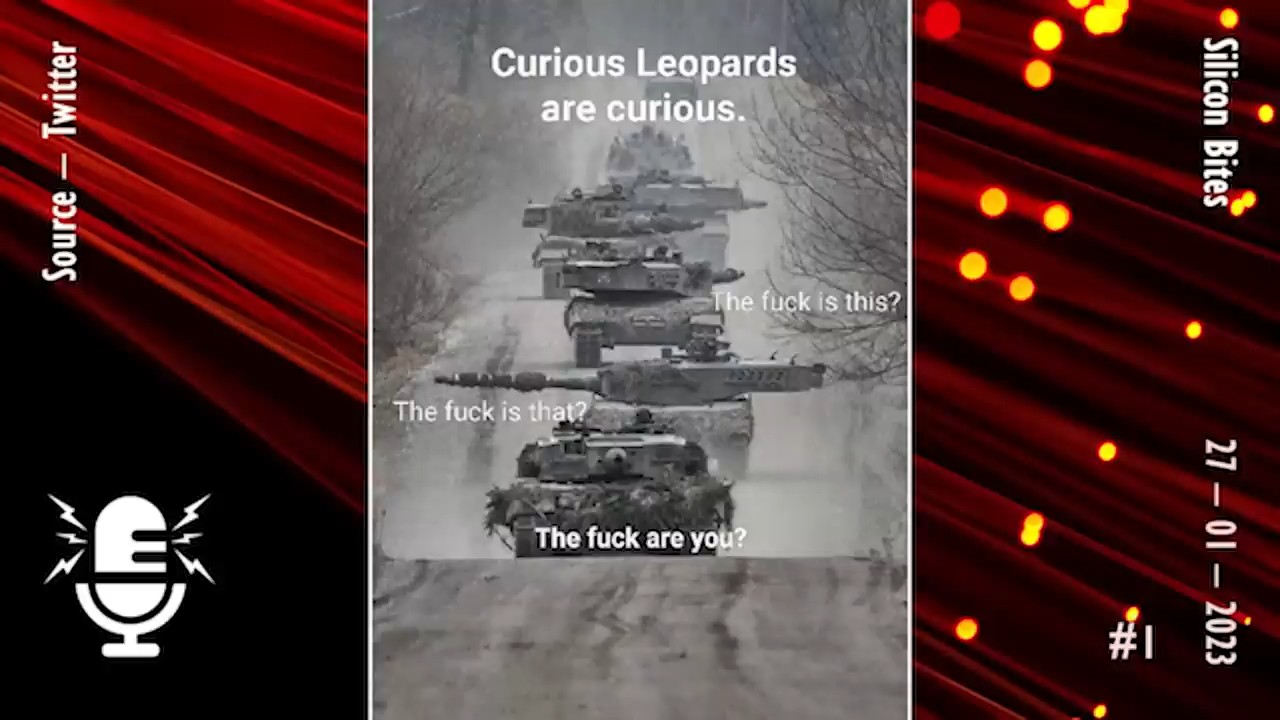 Source — Twitter
Curious Leopards
are curious.
The fuck is this?
The fuck is that?
The fuck are you?
Silicon Bites
27 — 01 — 2023
#1